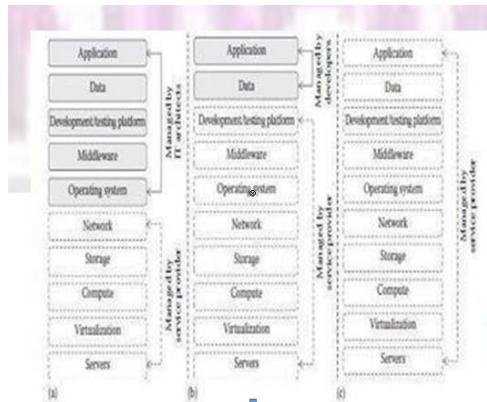 Application
Data
Development/testing platform
Middleware
Operating system
Network
Storage
Compute
Virtualization
Servers
Managed by
IT architects
Managed by
service provider
(a)
Application
Data
Development/testing platform
Middleware
Operating system
Network
Storage
Compute
Virtualization
Servers
Managed by
developers
Managed by
service provider
(b)
Application
Data
Development/testing platform
Middleware
Operating system
Network
Storage
Compute
Virtualization
Servers
Managed by
service provider
(c)